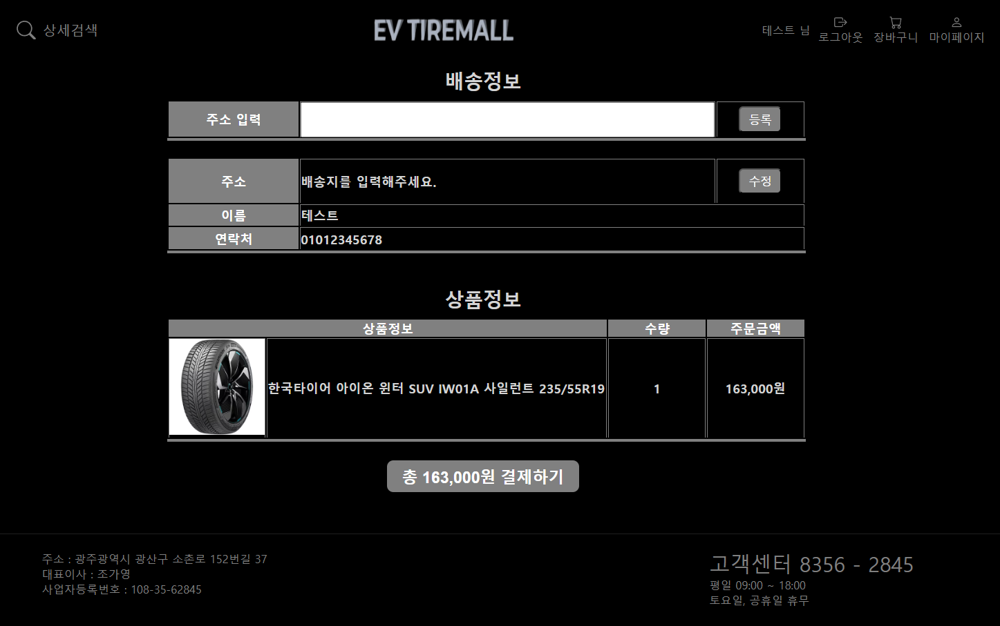 상세검색
EV TIREMALL
테스트 님
로그아웃
장바구니
마이페이지
배송정보
주소 입력
등록
주소
배송지를 입력해주세요.
수정
이름
테스트
연락처
01012345678
상품정보
상품정보
수량
주문금액
한국타이어 아이온 윈터 SUV IW01A 사일런트 235/55R19
1
163,000원
총 163,000원 결제하기
주소 : 광주광역시 광산구 소촌로 152번길 37
대표이사 : 조가영
사업자등록번호 : 108-35-62845
고객센터 8356 - 2845
평일 09:00 ~ 18:00
토요일, 공휴일 휴무